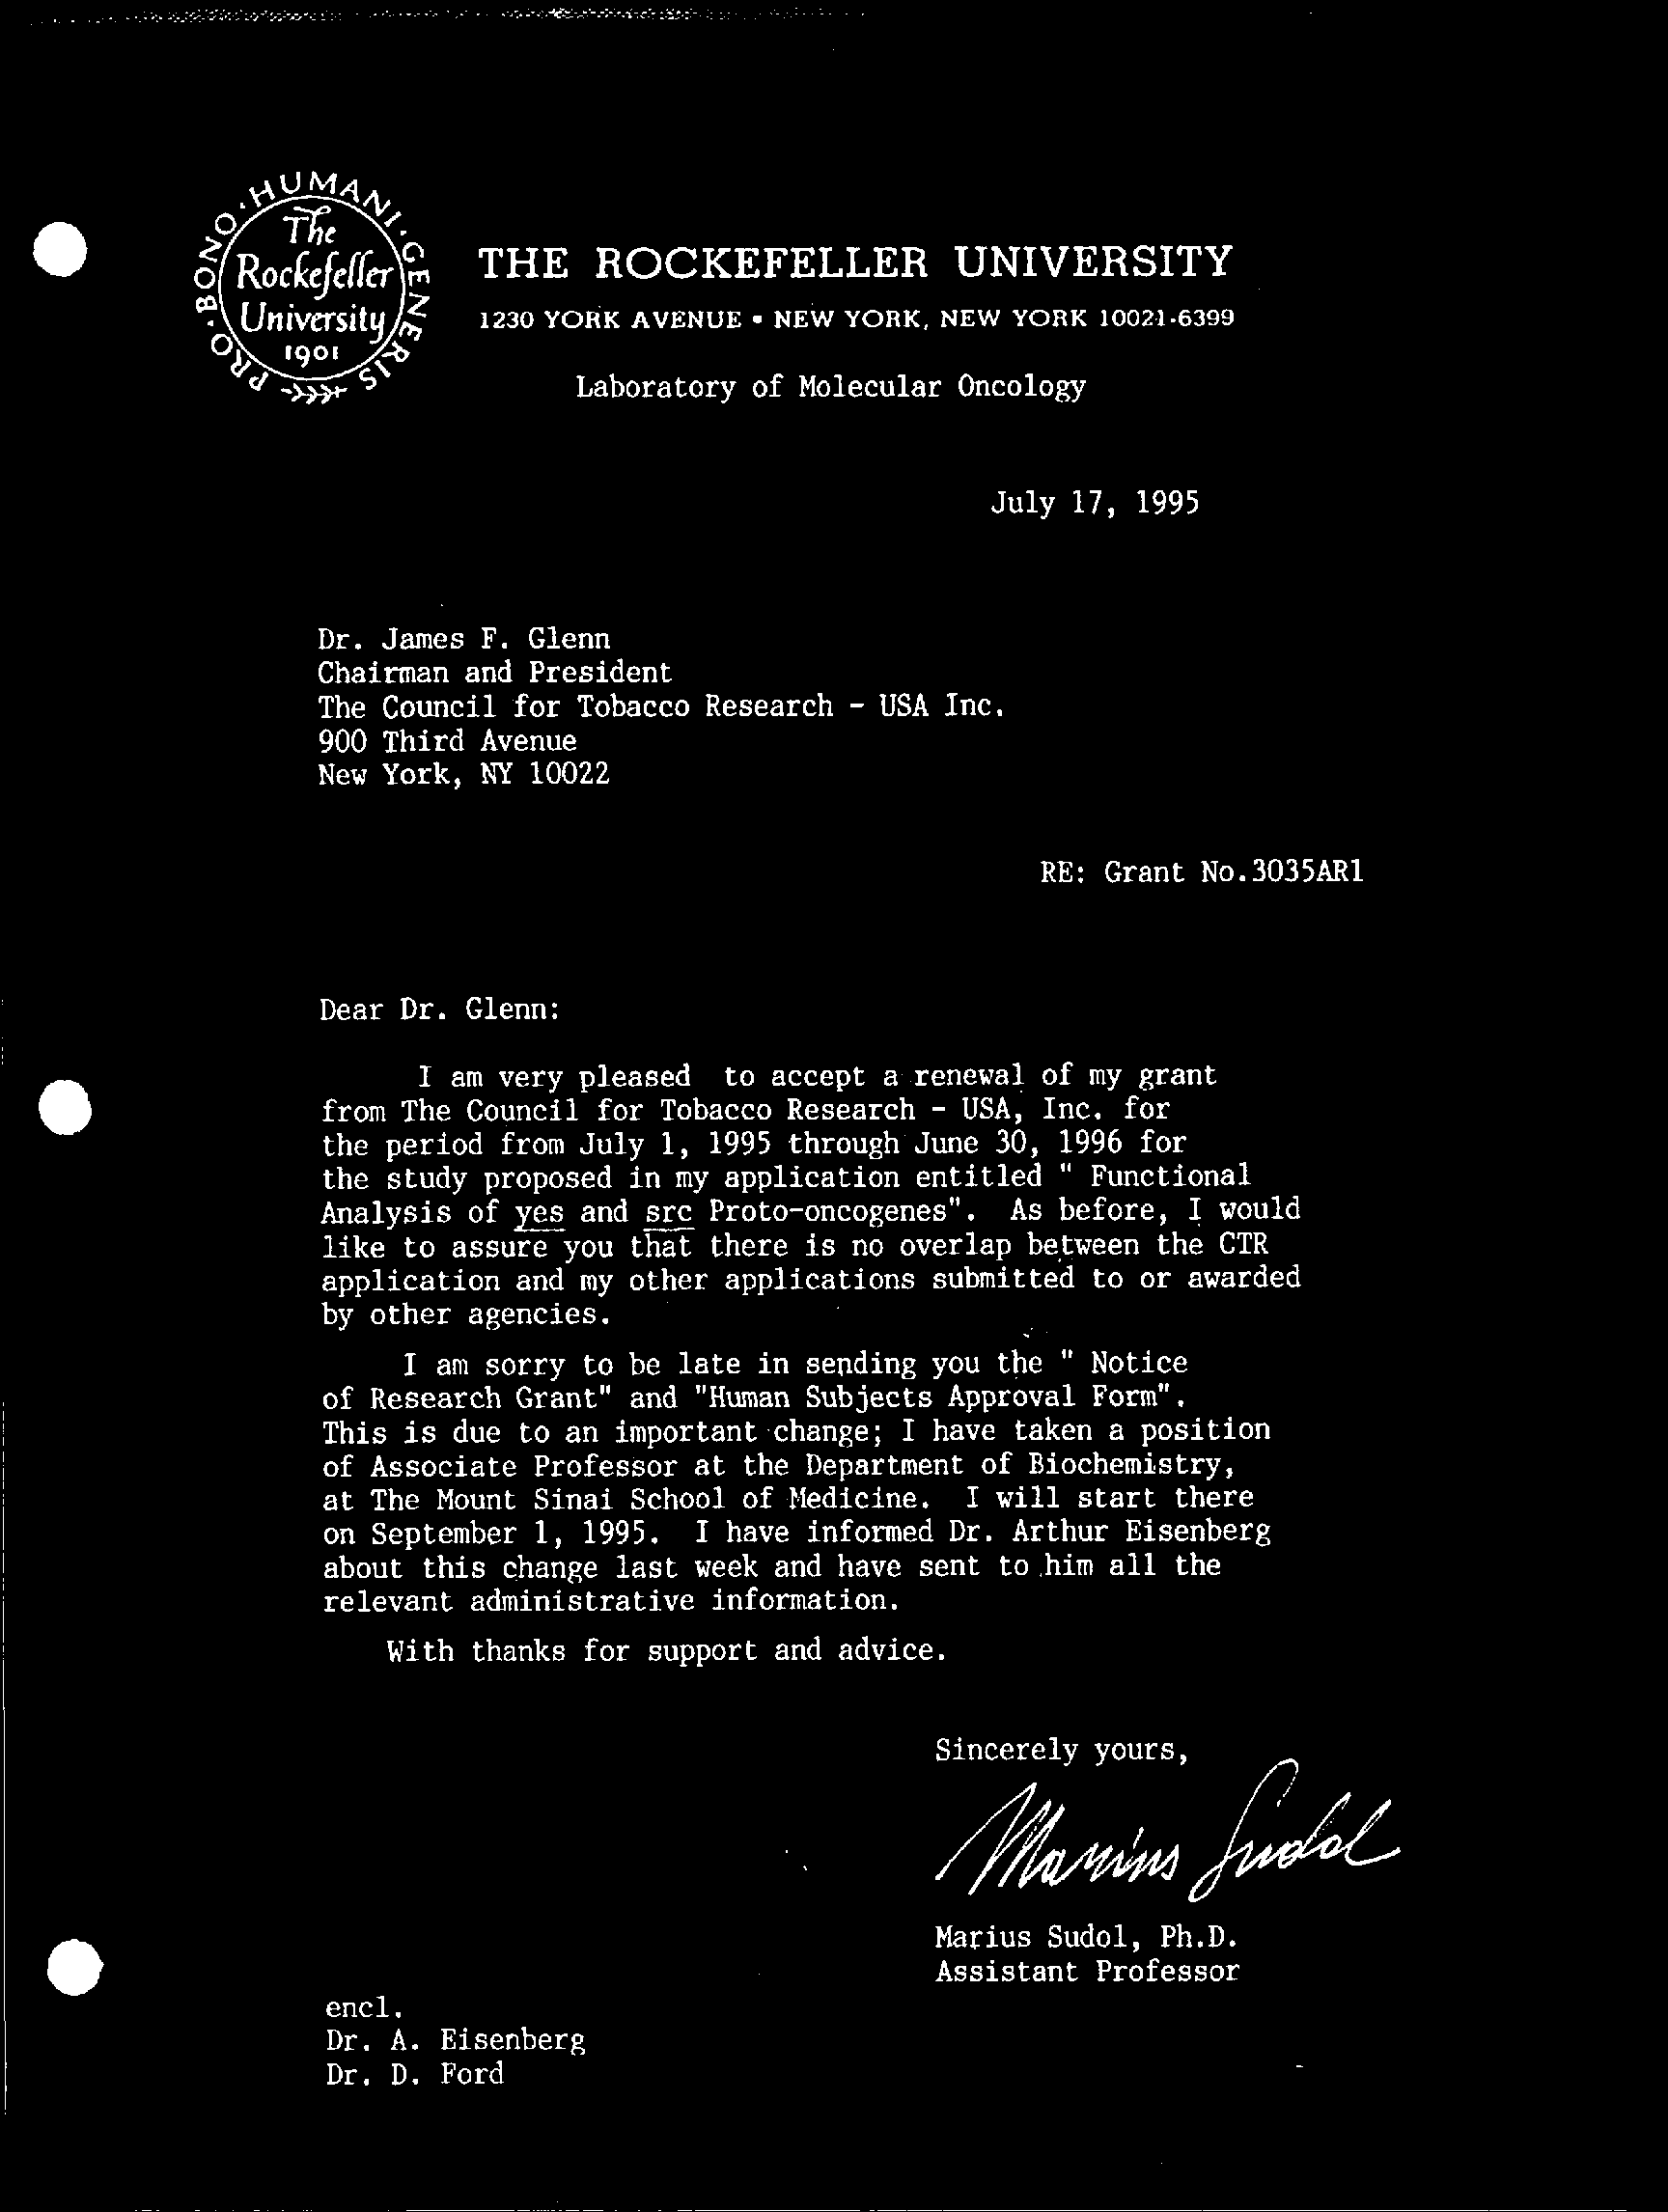 PRO · BONO · HUMANI · GENERIS
The
Rockefeller
University
1901
THE ROCKEFELLER UNIVERSITY
1230 YORK AVENUE • NEW YORK, NEW YORK 10021-6399
Laboratory of Molecular Oncology
July 17, 1995
Dr. James F. Glenn
Chairman and President
The Council for Tobacco Research - USA Inc.
900 Third Avenue
New York, NY 10022
RE: Grant No.3035AR1
Dear Dr. Glenn:
I am very pleased to accept a renewal of my grant
from The Council for Tobacco Research - USA, Inc. for
the period from July 1, 1995 through June 30, 1996 for
the study proposed in my application entitled " Functional
Analysis of yes and src Proto-oncogenes". As before, I would
like to assure you that there is no overlap between the CTR
application and my other applications submitted to or awarded
by other agencies.
I am sorry to be late in sending you the " Notice
of Research Grant" and "Human Subjects Approval Form".
This is due to an important change; I have taken a position
of Associate Professor at the Department of Biochemistry,
at The Mount Sinai School of Medicine. I will start there
on September 1, 1995. I have informed Dr. Arthur Eisenberg
about this change last week and have sent to him all the
relevant administrative information.
With thanks for support and advice.
Sincerely yours,
Marius Sudol
Marius Sudol, Ph.D.
Assistant Professor
encl.
Dr. A. Eisenberg
Dr. D. Ford